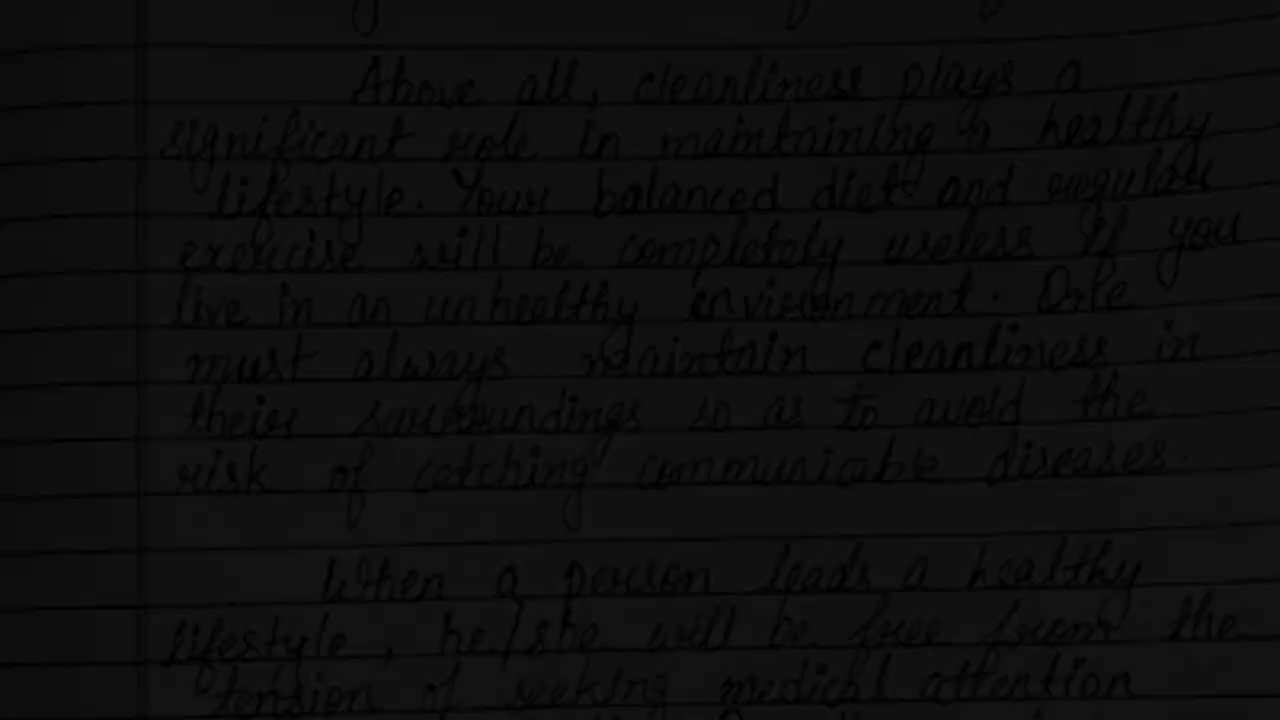 Above all, cleanliness plays a
significant role in maintaining a healthy
lifestyle. Your balanced diet and regular
exercise will be completely useless if you
live in an unhealthy environment. One
must always maintain cleanliness in
their surroundings so as to avoid the
risk of catching communicable diseases.
When a person leads a healthy
lifestyle, he/she will be free from the
tension of seeking medical attention